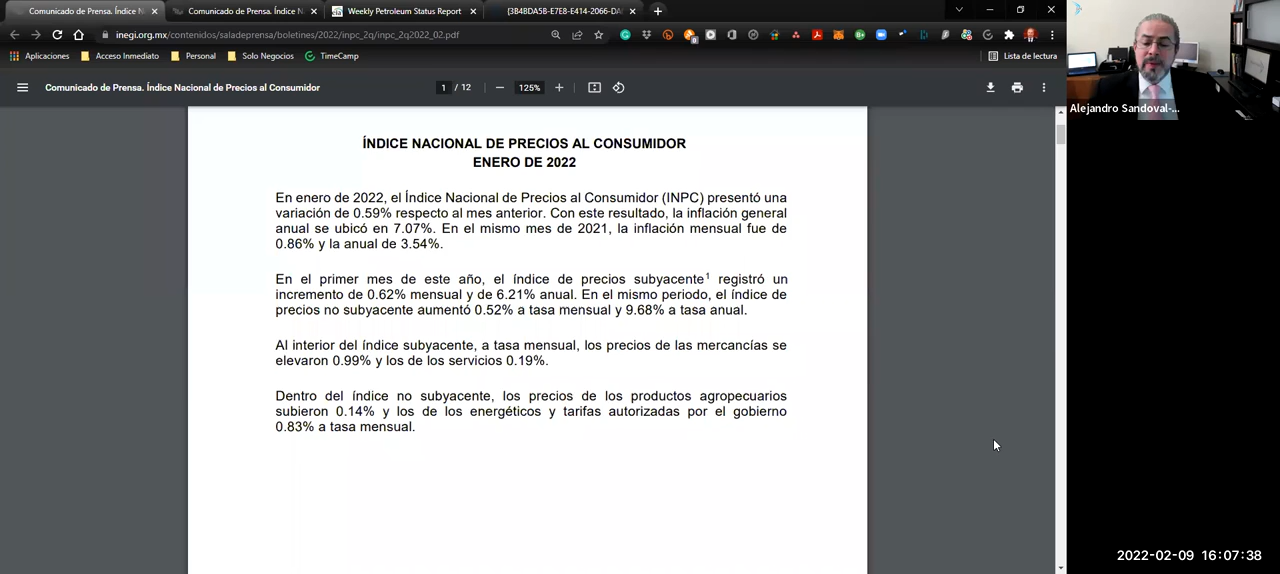 Comunicado de Prensa. Índice N
Comunicado de Prensa. Índice N
eia
Weekly Petroleum Status Report
{3B4BDA5B-E7E8-E414-2066-DA
inegi.org.mx/contenidos/saladeprensa/boletines/2022/inpc_2q/inpc_2q2022_02.pdf
Aplicaciones
Acceso Inmediato
Personal
Solo Negocios
TimeCamp
Lista de lectura
Comunicado de Prensa. Índice Nacional de Precios al Consumidor
1 / 12
125%
ÍNDICE NACIONAL DE PRECIOS AL CONSUMIDOR
ENERO DE 2022
En enero de 2022, el Índice Nacional de Precios al Consumidor (INPC) presentó una
variación de 0.59% respecto al mes anterior. Con este resultado, la inflación general
anual se ubicó en 7.07%. En el mismo mes de 2021, la inflación mensual fue de
0.86% y la anual de 3.54%.
En el primer mes de este año, el índice de precios subyacente¹ registró un
incremento de 0.62% mensual y de 6.21% anual. En el mismo periodo, el índice de
precios no subyacente aumentó 0.52% a tasa mensual y 9.68% a tasa anual.
Al interior del índice subyacente, a tasa mensual, los precios de las mercancías se
elevaron 0.99% y los de los servicios 0.19%.
Dentro del índice no subyacente, los precios de los productos agropecuarios
subieron 0.14% y los de los energéticos y tarifas autorizadas por el gobierno
0.83% a tasa mensual.
Alejandro Sandoval-...
2022-02-09 16:07:38